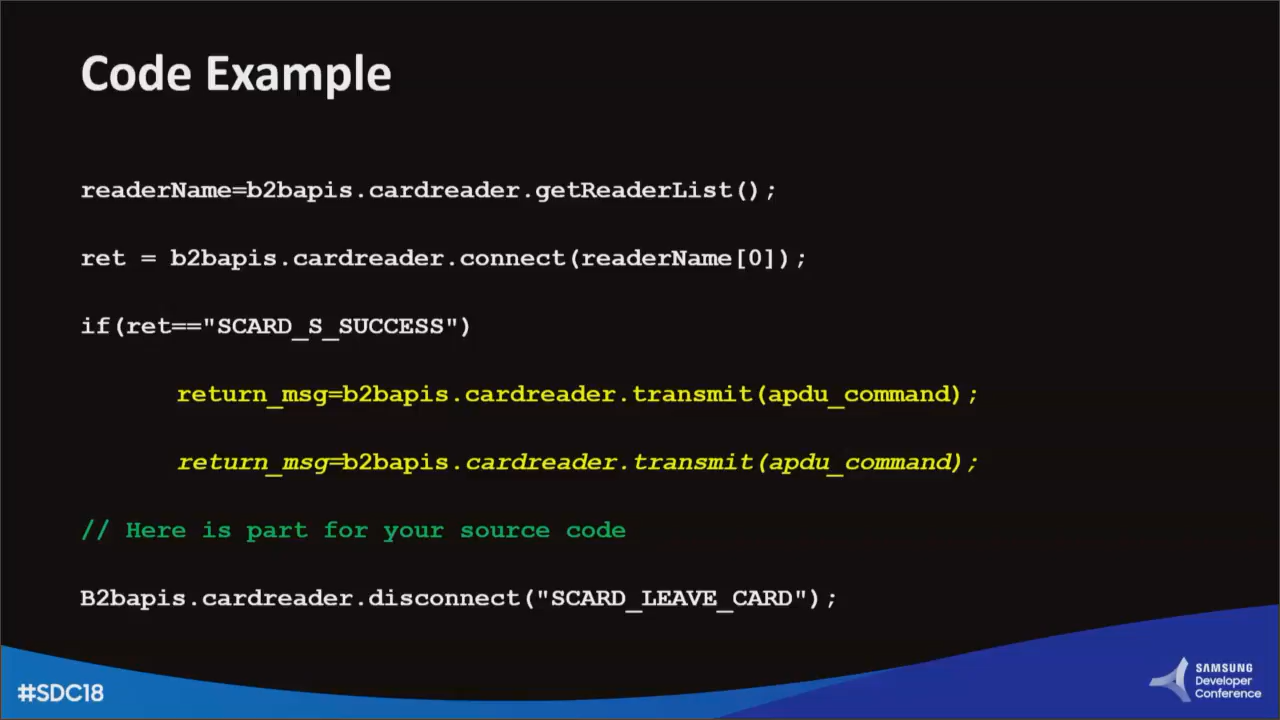 Code Example
readerName=b2bapis.cardreader.getReaderList();
ret = b2bapis.cardreader.connect(readerName[0]);
if(ret=="SCARD_S_SUCCESS")
return_msg=b2bapis.cardreader.transmit(apdu_command);
return_msg=b2bapis.cardreader.transmit(apdu_command);
// Here is part for your source code
B2bapis.cardreader.disconnect("SCARD_LEAVE_CARD");
#SDC18
SAMSUNG
Developer
Conference